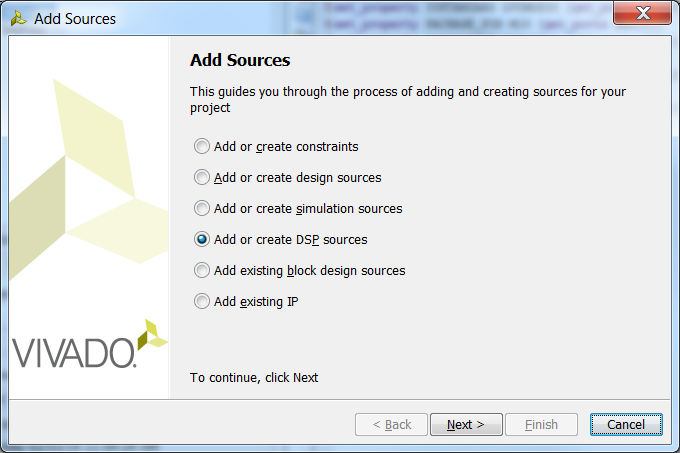 Add Sources
Add Sources
This guides you through the process of adding and creating sources for your
project
Add or create constraints
Add or create design sources
Add or create simulation sources
Add or create DSP sources
Add existing block design sources
Add existing IP
VIVADO.
To continue, click Next
< Back
Next >
Finish
Cancel